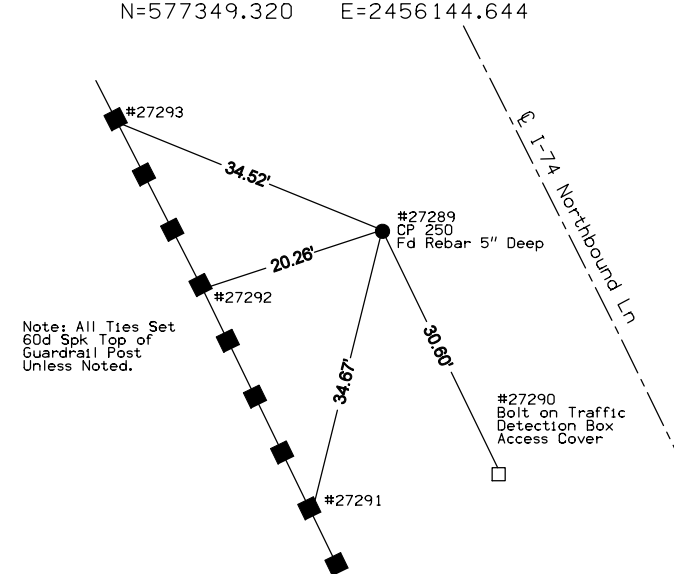 N=577349.320 E=2456144.644
#27293
℄ I-74 Northbound Ln
34.52'
#27289
CP 250
Fd Rebar 5" Deep
20.26'
#27292
Note: All Ties Set
60d Spk Top of
Guardrail Post
Unless Noted.
30.60'
34.67'
#27290
Bolt on Traffic
Detection Box
Access Cover
#27291